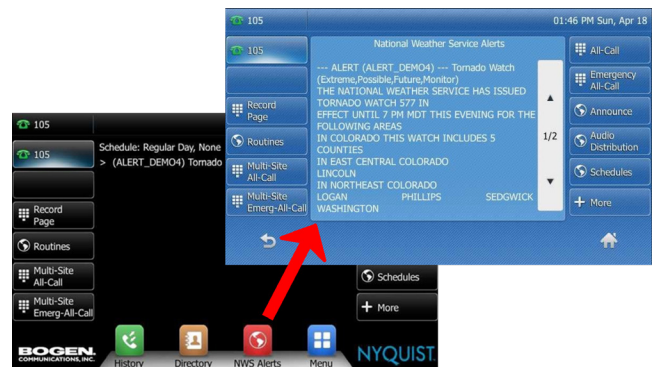 105
01:46 PM Sun, Apr 18
105
Record
Page
Routines
Multi-Site
All-Call
Multi-Site
Emerg-All-Call
National Weather Service Alerts
--- ALERT (ALERT_DEMO4) --- Tornado Watch
(Extreme,Possible,Future,Monitor)
THE NATIONAL WEATHER SERVICE HAS ISSUED
TORNADO WATCH 577 IN
EFFECT UNTIL 7 PM MDT THIS EVENING FOR THE
FOLLOWING AREAS
IN COLORADO THIS WATCH INCLUDES 5
COUNTIES
IN EAST CENTRAL COLORADO
LINCOLN
IN NORTHEAST COLORADO
LOGAN PHILLIPS SEDGWICK
WASHINGTON
1/2
All-Call
Emergency
All-Call
Announce
Audio
Distribution
Schedules
More
105
105
Schedule: Regular Day, None
> (ALERT_DEMO4) Tornado
Record
Page
Routines
Multi-Site
All-Call
Multi-Site
Emerg-All-Call
Schedules
More
BOGEN
COMMUNICATIONS, INC.
History
Directory
NWS Alerts
Menu
NYQUIST